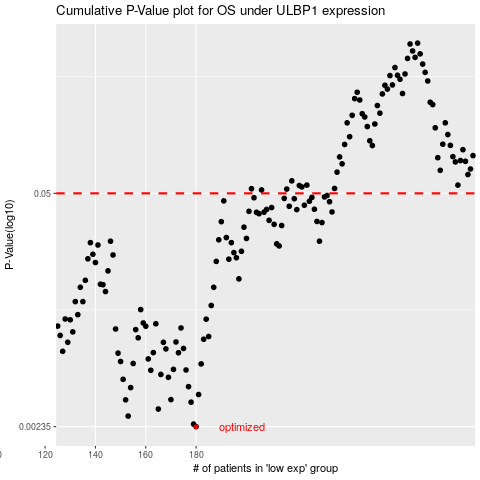 Cumulative P-Value plot for OS under ULBP1 expression
P-Value(log10)
0.05
0.00235
optimized
0 120 140 160 180
# of patients in 'low exp' group